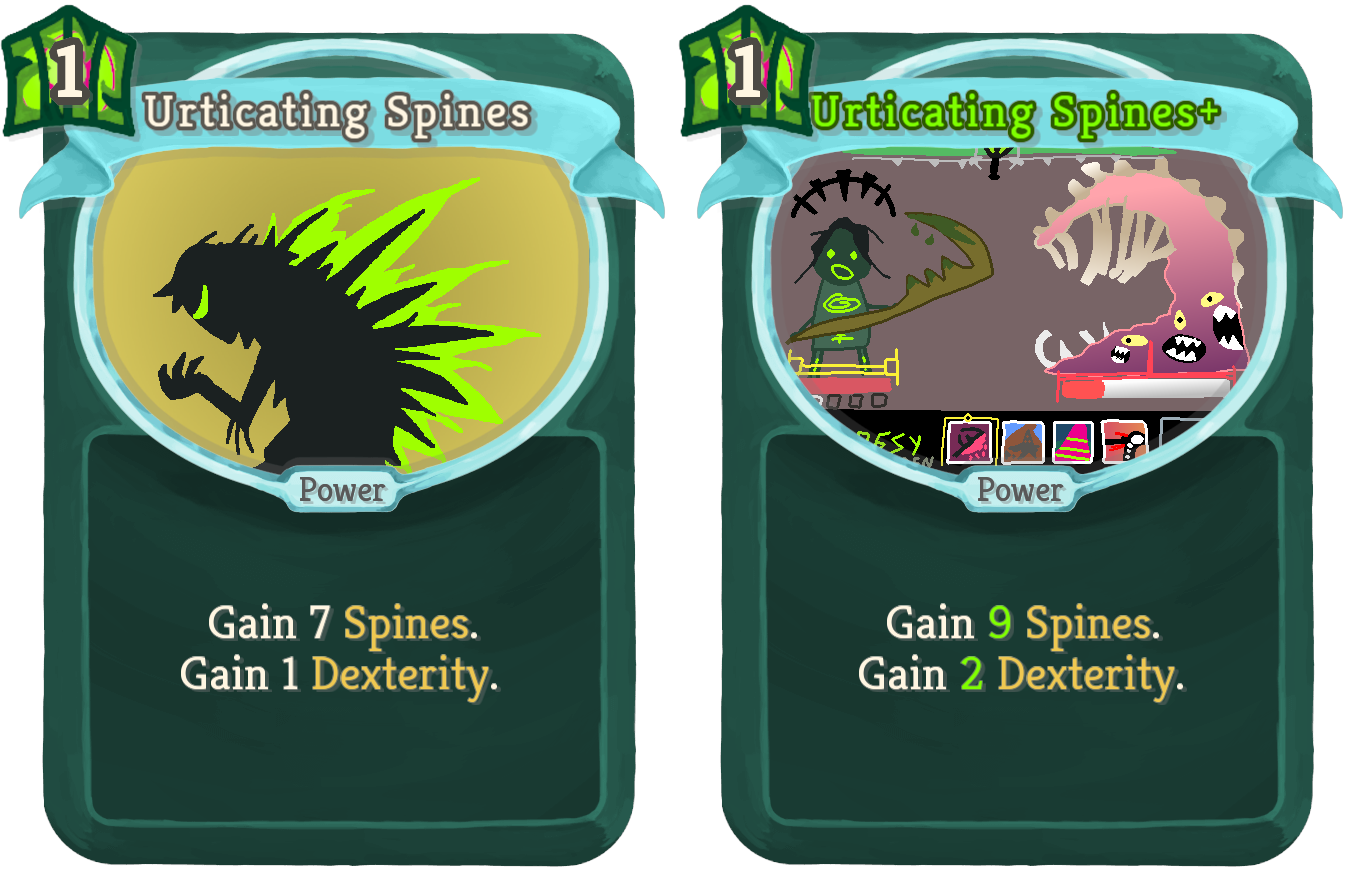 1
Urticating Spines
Power
Gain 7 Spines.
Gain 1 Dexterity.
1
Urticating Spines+
Power
Gain 9 Spines.
Gain 2 Dexterity.